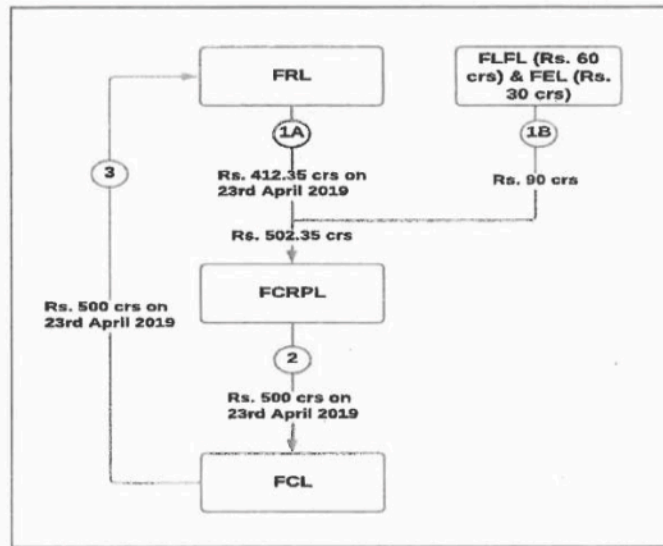 FRL
FLFL (Rs. 60
crs) & FEL (Rs.
30 crs)
1A
1B
3
Rs. 412.35 crs on
23rd April 2019
Rs. 90 crs
Rs. 502.35 crs
FCRPL
Rs. 500 crs on
23rd April 2019
2
Rs. 500 crs on
23rd April 2019
FCL